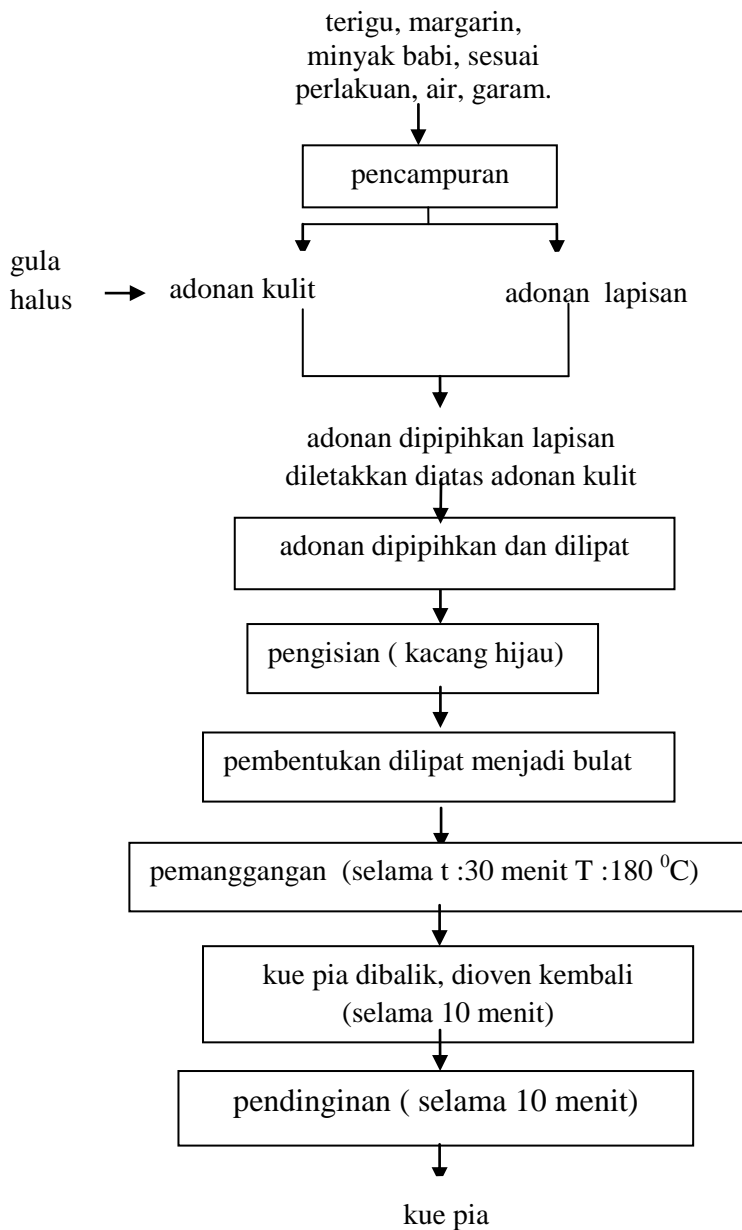 terigu, margarin,
minyak babi, sesuai
perlakuan, air, garam.
pencampuran
gula
halus
adonan kulit
adonan lapisan
adonan dipipihkan lapisan
diletakkan diatas adonan kulit
adonan dipipihkan dan dilipat
pengisian ( kacang hijau)
pembentukan dilipat menjadi bulat
pemanggangan (selama t :30 menit T :180 ⁰C)
kue pia dibalik, dioven kembali
(selama 10 menit)
pendinginan ( selama 10 menit)
kue pia